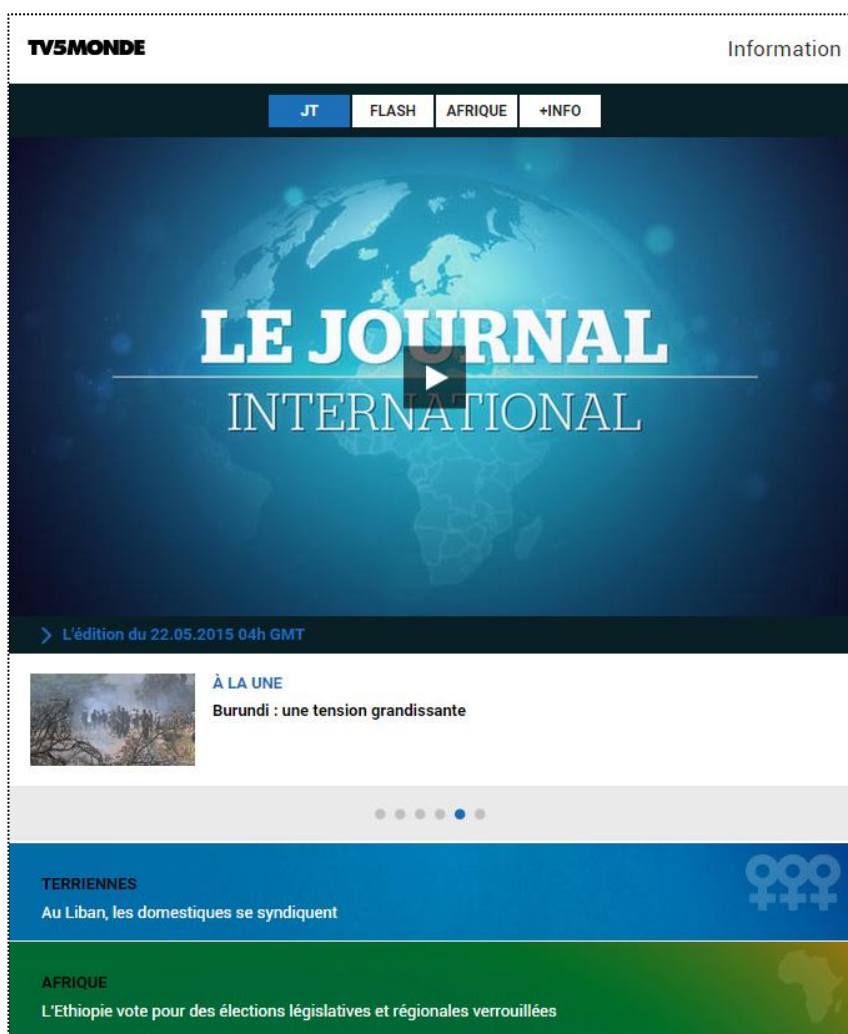 TV5MONDE
Information
JT FLASH AFRIQUE +INFO
LE JOURNAL
INTERNATIONAL
L'édition du 22.05.2015 04h GMT
À LA UNE
Burundi : une tension grandissante
TERRIENNES
Au Liban, les domestiques se syndiquent
AFRIQUE
L'Ethiopie vote pour des élections législatives et régionales verrouillées